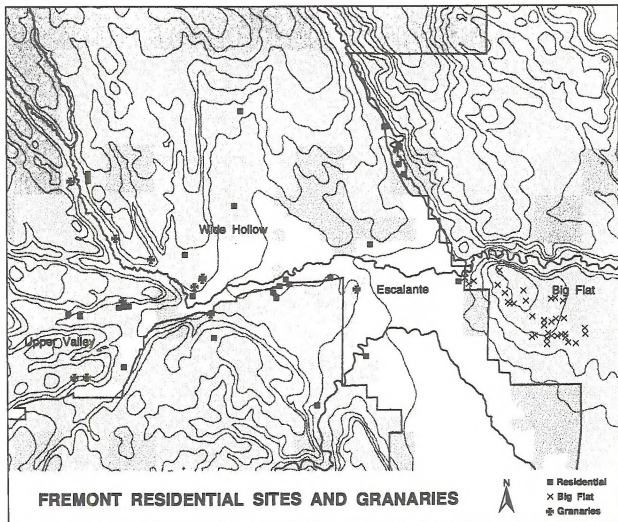 Wide Hollow
Escalante
Big Flat
Upper Valley
FREMONT RESIDENTIAL SITES AND GRANARIES
N
Residential
Big Flat
Granaries